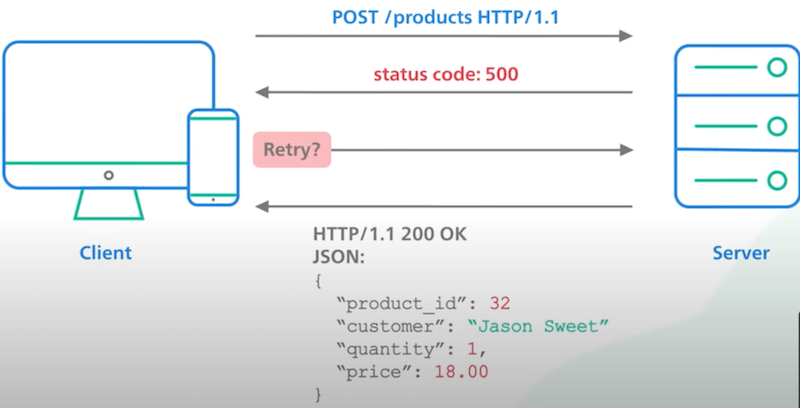 POST /products HTTP/1.1
status code: 500
Retry?
Client
Server
HTTP/1.1 200 OK
JSON:
{
“product_id”: 32
“customer”: “Jason Sweet”
“quantity”: 1,
“price”: 18.00
}